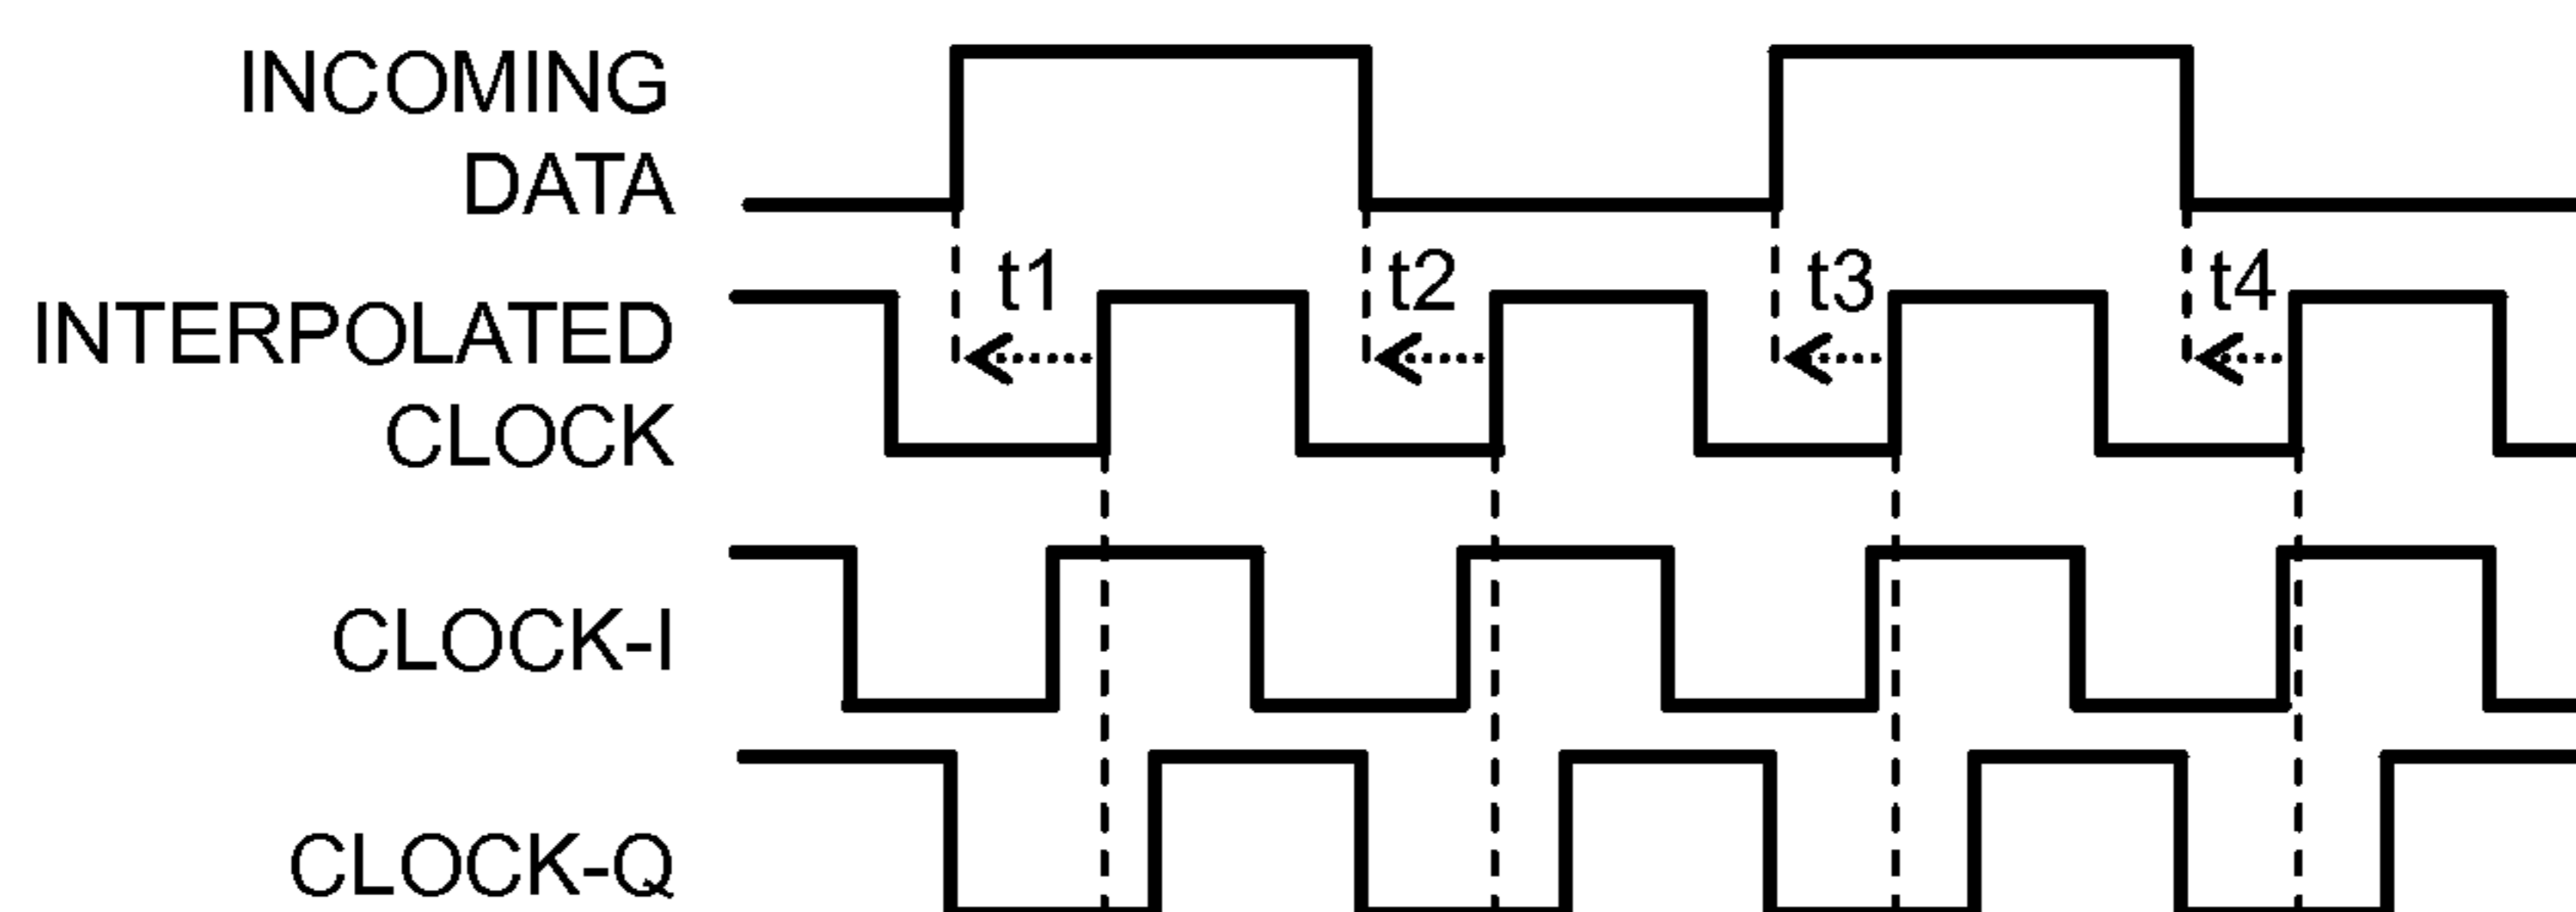 INCOMING
DATA
t1 t2 t3 t4
INTERPOLATED
CLOCK
CLOCK-I
CLOCK-Q